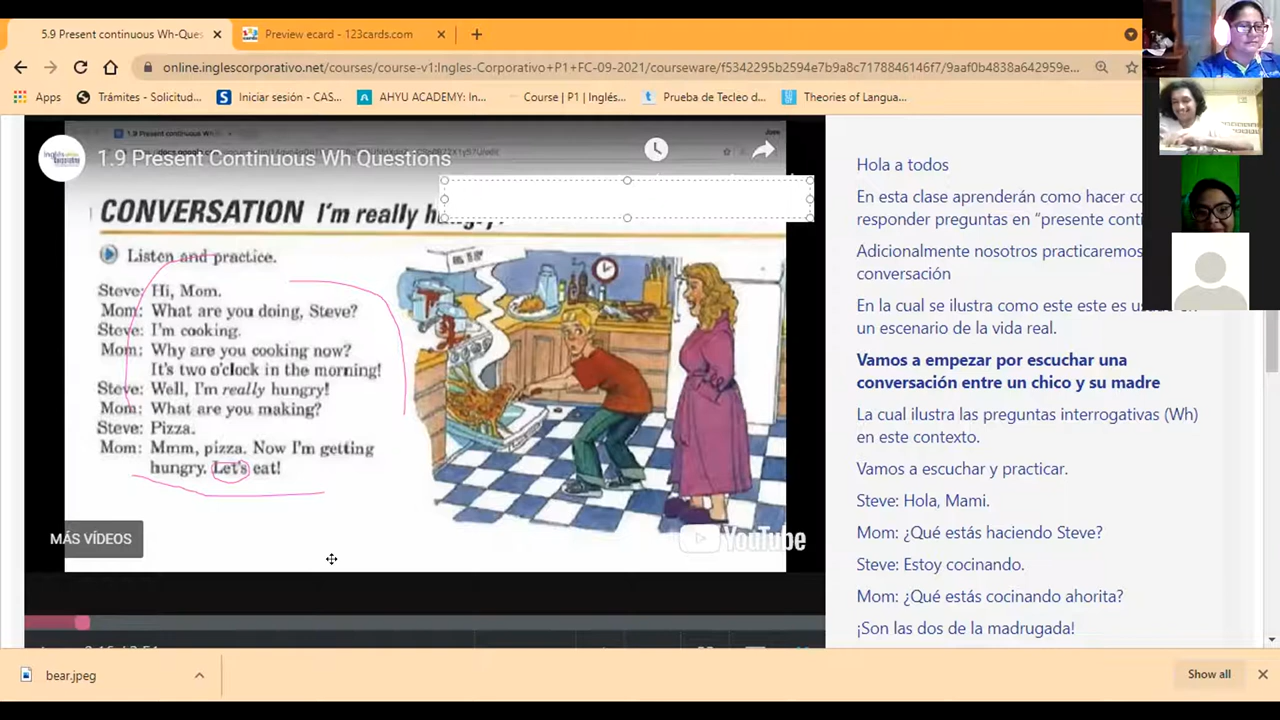 5.9 Present continuous Wh-Ques
Preview ecard - 123cards.com
online.inglescorporativo.net/courses/course-v1:Ingles-Corporativo+P1+FC-09-2021/courseware/f5342295b2594e7b9a8c7178846146f7/9aaf0b4838a642959e...
Apps
Trámites - Solicitud...
Iniciar sesión - CAS...
AHYU ACADEMY: In...
Course | P1 | Inglés...
Prueba de Tecleo d...
Theories of Langua...
1.9 Present Continuous Wh Questions
CONVERSATION I'm really
Listen and practice.
Steve: Hi, Mom.
Mom: What are you doing, Steve?
Steve: I'm cooking.
Mom: Why are you cooking now?
It's two o'clock in the morning!
Steve: Well, I'm really hungry!
Mom: What are you making?
Steve: Pizza.
Mom: Mmm, pizza. Now I'm getting
hungry. Let's eat!
MÁS VÍDEOS
YouTube
Hola a todos
En esta clase aprenderán como hacer
responder preguntas en “presente
Adicionalmente nosotros practicaremos
conversación
En la cual se ilustra como este este es
un escenario de la vida real.
Vamos a empezar por escuchar una
conversación entre un chico y su madre
La cual ilustra las preguntas interrogativas (Wh)
en este contexto.
Vamos a escuchar y practicar.
Steve: Hola, Mami.
Mom: ¿Qué estás haciendo Steve?
Steve: Estoy cocinando.
Mom: ¿Qué estás cocinando ahorita?
¡Son las dos de la madrugada!
bear.jpeg
Show all